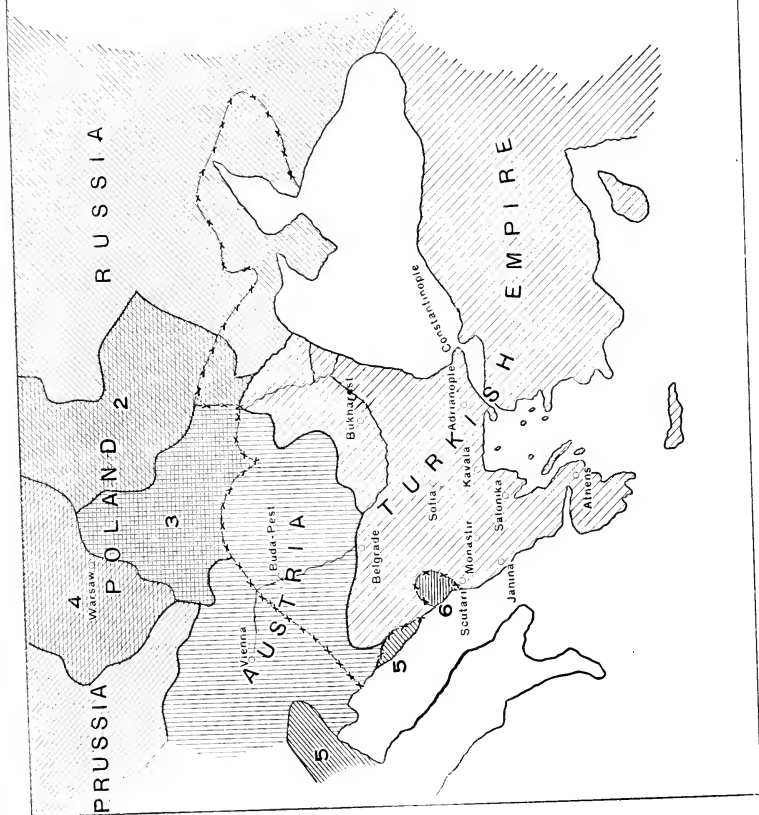 RUSSIA
POLAND
2
3
4
Warsaw
PRUSSIA
Vienna
AUSTRIA
Buda-Pest
Bukharest
Belgrade
TURKISH EMPIRE
Constantinople
Adrianople
Sofia
Kavala
Monastir
Salonika
Scutari
Janina
Athens
5
5
6